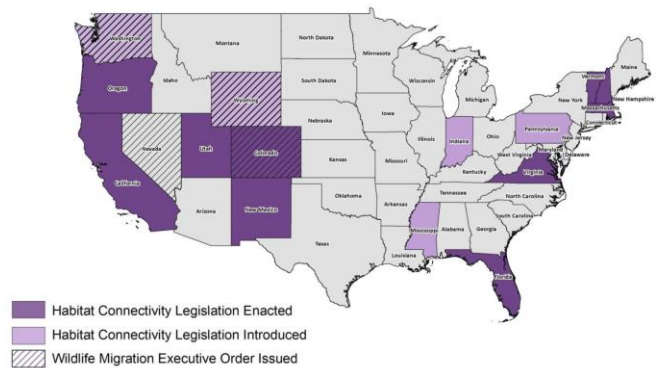 Washington
Montana
North Dakota
Minnesota
Maine
Vermont
Oregon
Idaho
Wyoming
South Dakota
Wisconsin
Michigan
New York
New Hampshire
Massachusetts
Connecticut
Nevada
Utah
Colorado
Nebraska
Iowa
Illinois
Indiana
Ohio
Pennsylvania
New Jersey
Maryland
Delaware
West Virginia
Virginia
California
Kansas
Missouri
Kentucky
Arizona
New Mexico
Oklahoma
Arkansas
Tennessee
North Carolina
South Carolina
Texas
Louisiana
Mississippi
Alabama
Georgia
Florida
Habitat Connectivity Legislation Enacted
Habitat Connectivity Legislation Introduced
Wildlife Migration Executive Order Issued